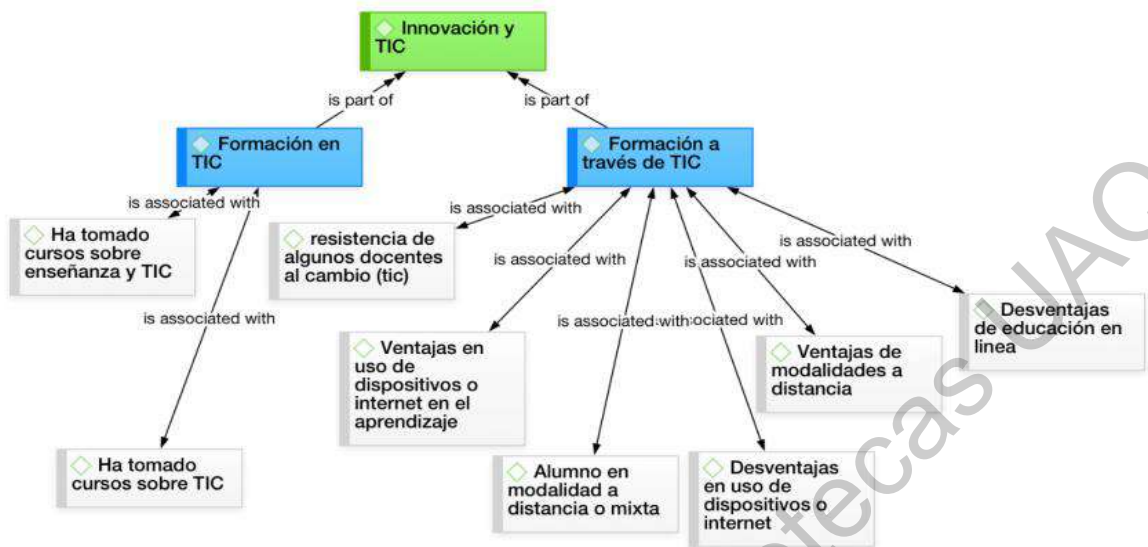 Innovación y
TIC
is part of
is part of
Formación en
TIC
Formación a
través de TIC
is associated with
is associated with
Ha tomado
cursos sobre
enseñanza y TIC
resistencia de
algunos docentes
al cambio (tic)
is associated with
is associated with
is associated with
is associated with
is associated with
Desventajas
de educación en
linea
Ventajas en
uso de
dispositivos o
internet en el
aprendizaje
Ventajas de
modalidades a
distancia
Ha tomado
cursos sobre TIC
Alumno en
modalidad a
distancia o mixta
Desventajas
en uso de
dispositivos o
internet